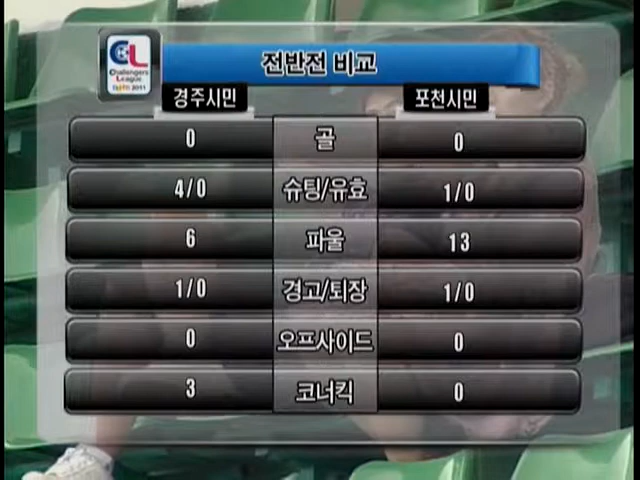 CL
Challengers
League
2011
전반전 비교
경주시민 포천시민
0 골 0
4/0 슈팅/유효 1/0
6 파울 13
1/0 경고/퇴장 1/0
0 오프사이드 0
3 코너킥 0